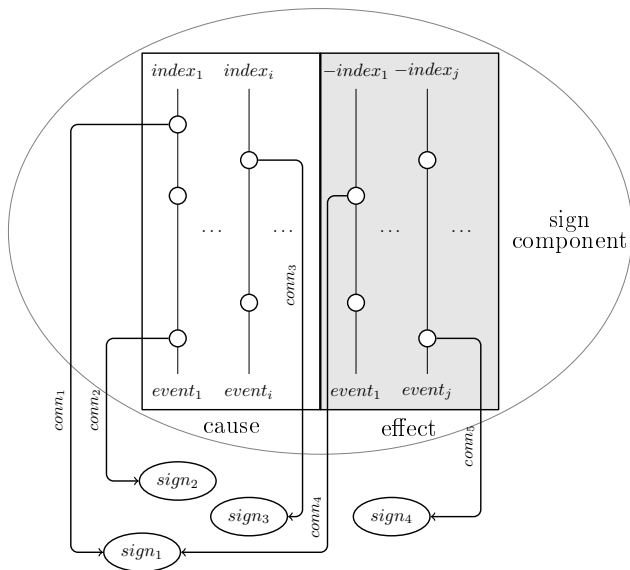 index₁ index_i −index₁ −index_j
... ... ... ...
sign
component
conn₃
event₁ event_i event₁ event_j
conn₁
conn₂
cause effect
conn₅
sign₂
conn₄
sign₃ sign₄
sign₁